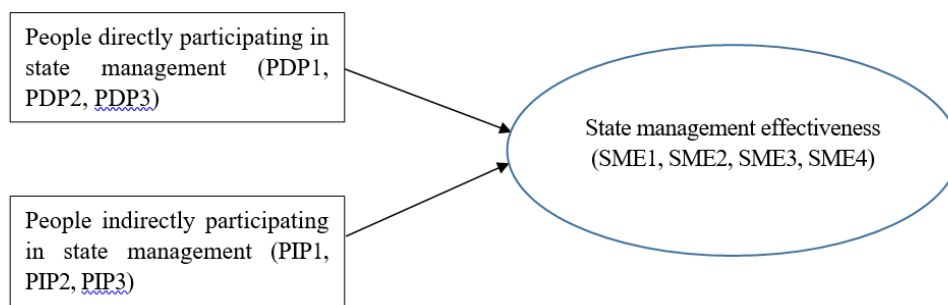 People directly participating in
state management (PDP1,
PDP2, PDP3)
State management effectiveness
(SME1, SME2, SME3, SME4)
People indirectly participating
in state management (PIP1,
PIP2, PIP3)